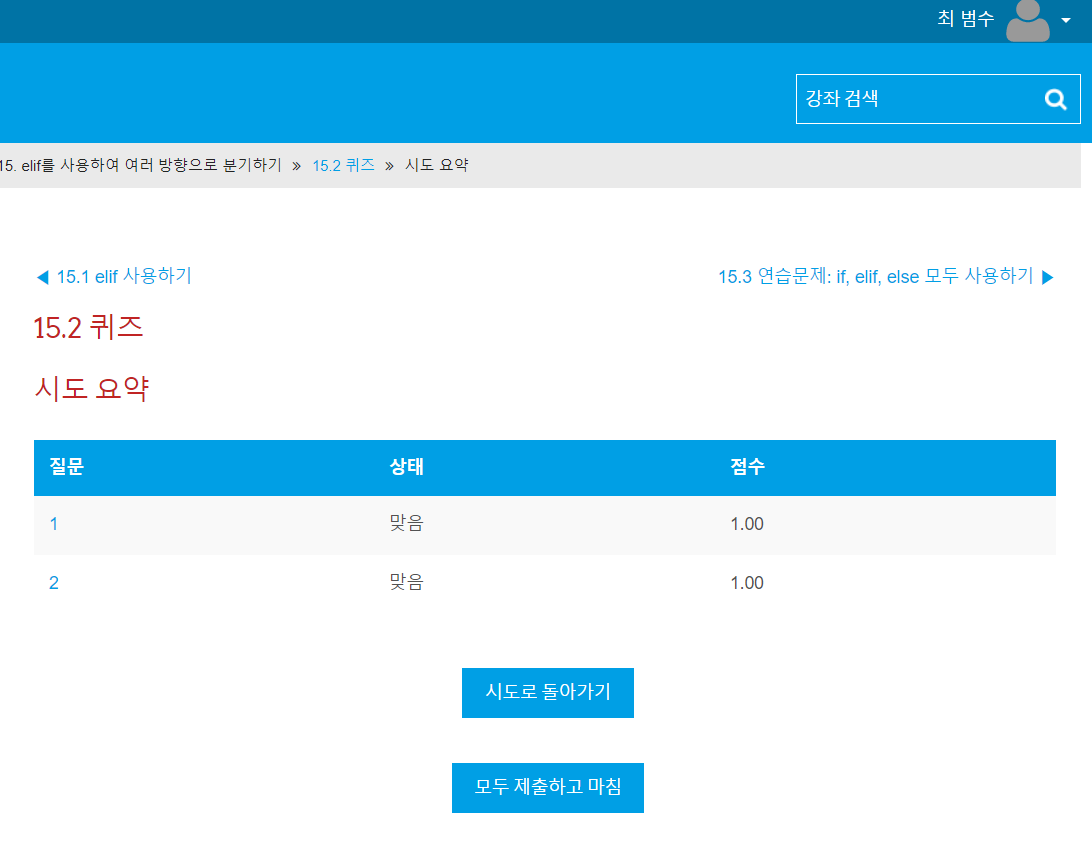 최 범수
강좌 검색
15. elif를 사용하여 여러 방향으로 분기하기 » 15.2 퀴즈 » 시도 요약
◀ 15.1 elif 사용하기
15.3 연습문제: if, elif, else 모두 사용하기 ▶
15.2 퀴즈
시도 요약
질문 상태 점수
1 맞음 1.00
2 맞음 1.00
시도로 돌아가기
모두 제출하고 마침